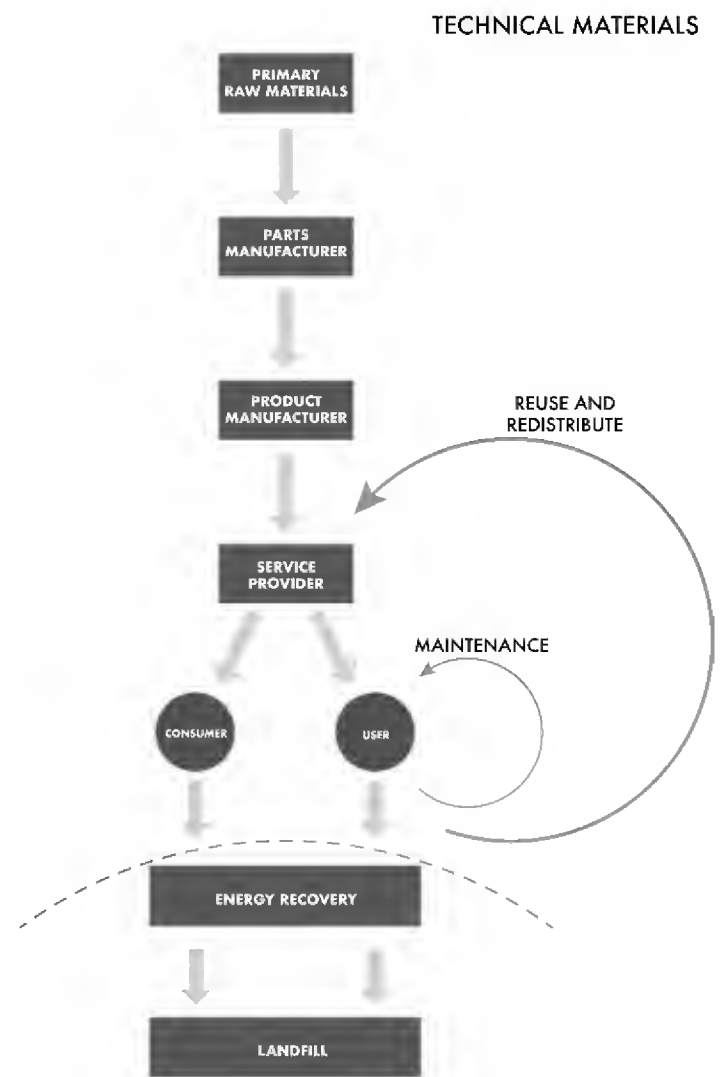 TECHNICAL MATERIALS
PRIMARY
RAW MATERIALS
PARTS
MANUFACTURER
PRODUCT
MANUFACTURER
REUSE AND
REDISTRIBUTE
SERVICE
PROVIDER
MAINTENANCE
CONSUMER
USER
ENERGY RECOVERY
LANDFILL